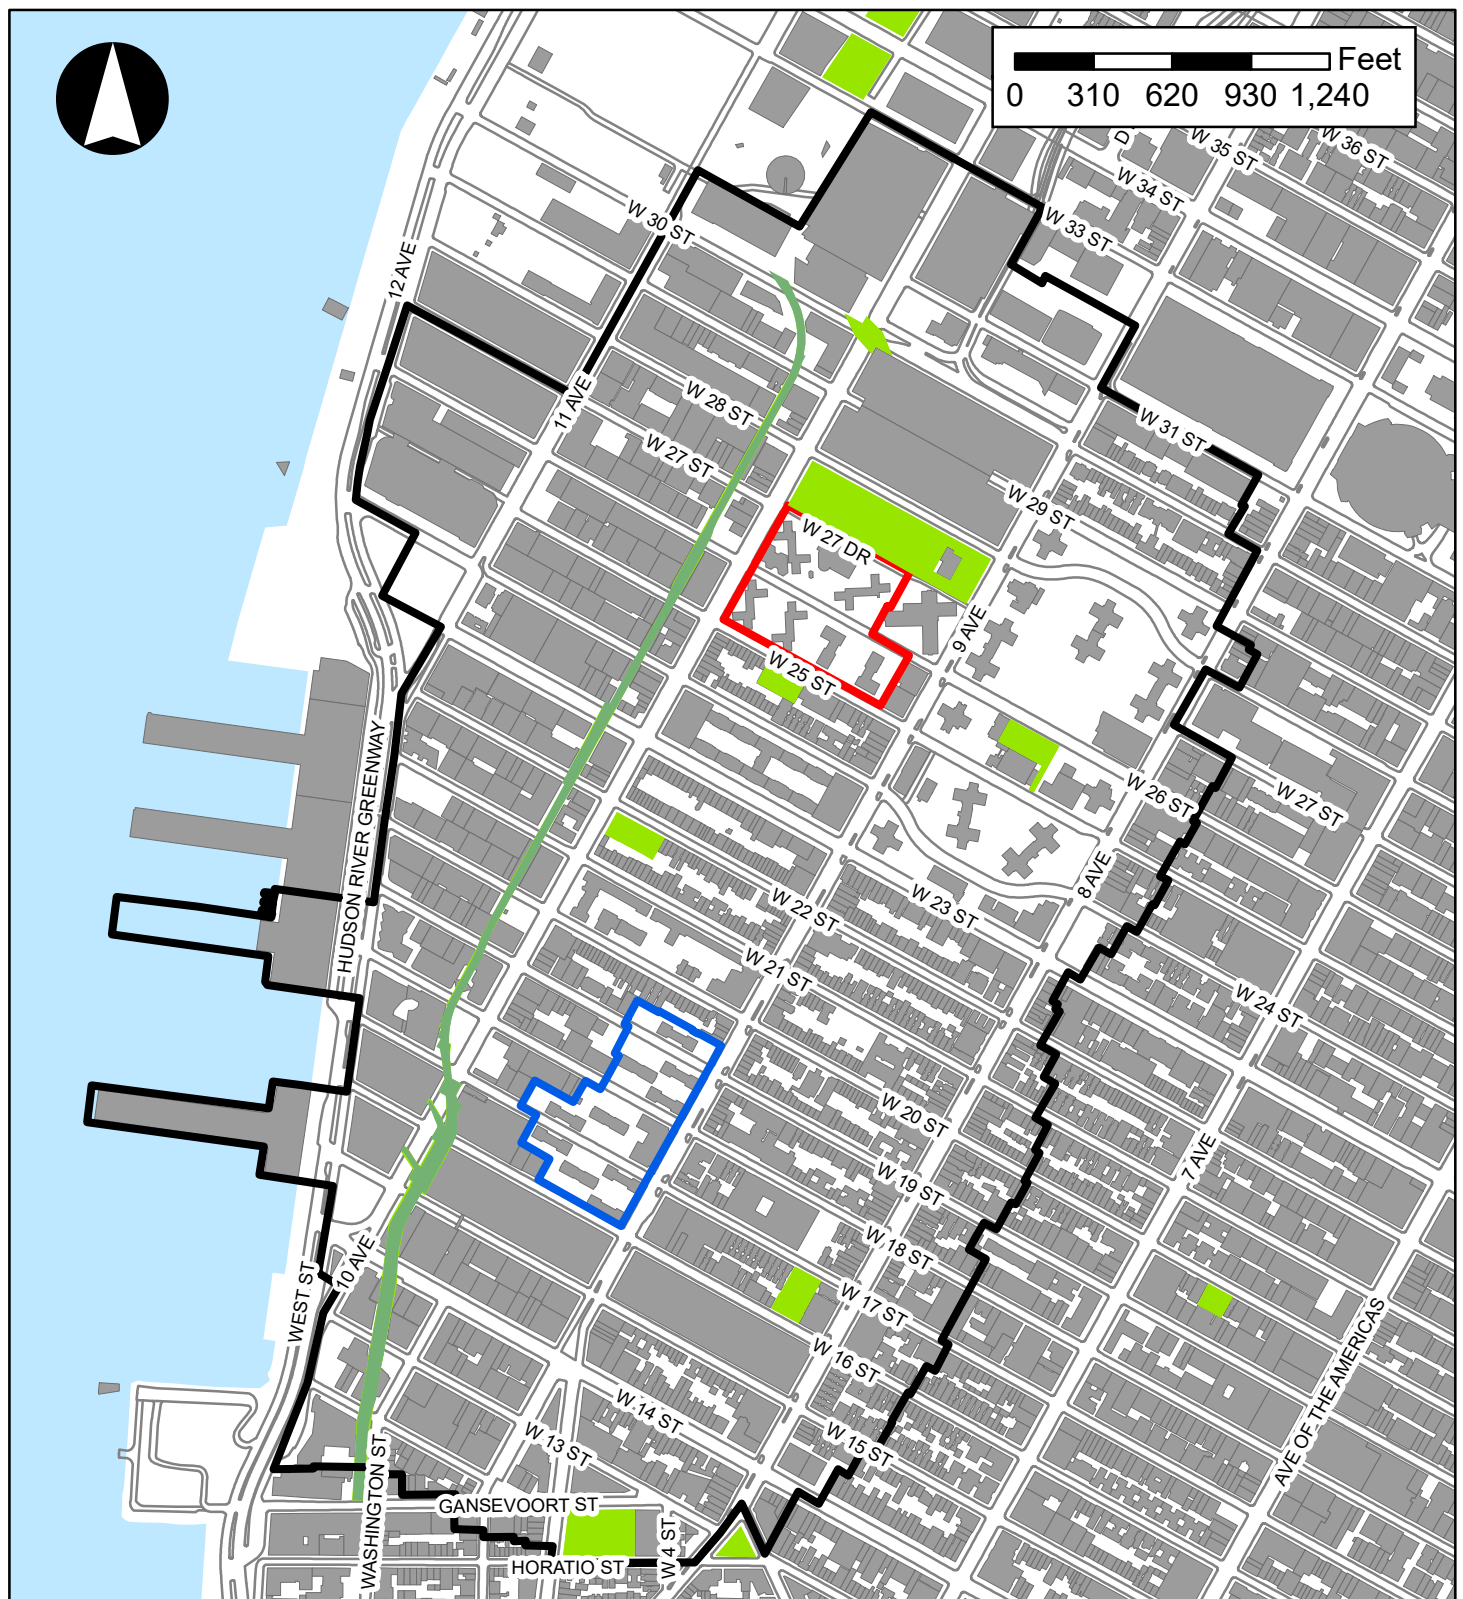 Feet
0 310 620 930 1,240
D
W 35 ST
W 36 ST
W 34 ST
W 30 ST
W 33 ST
12 AVE
11 AVE
W 28 ST
W 31 ST
W 27 ST
W 29 ST
W 27 DR
9 AVE
W 25 ST
HUDSON RIVER GREENWAY
W 26 ST
W 27 ST
8 AVE
W 23 ST
W 22 ST
W 21 ST
W 24 ST
W 20 ST
7 AVE
W 19 ST
W 18 ST
10 AVE
WEST ST
W 17 ST
W 16 ST
AVE OF THE AMERICAS
W 14 ST
W 13 ST
W 15 ST
WASHINGTON ST
GANSEVOORT ST
W 4 ST
HORATIO ST